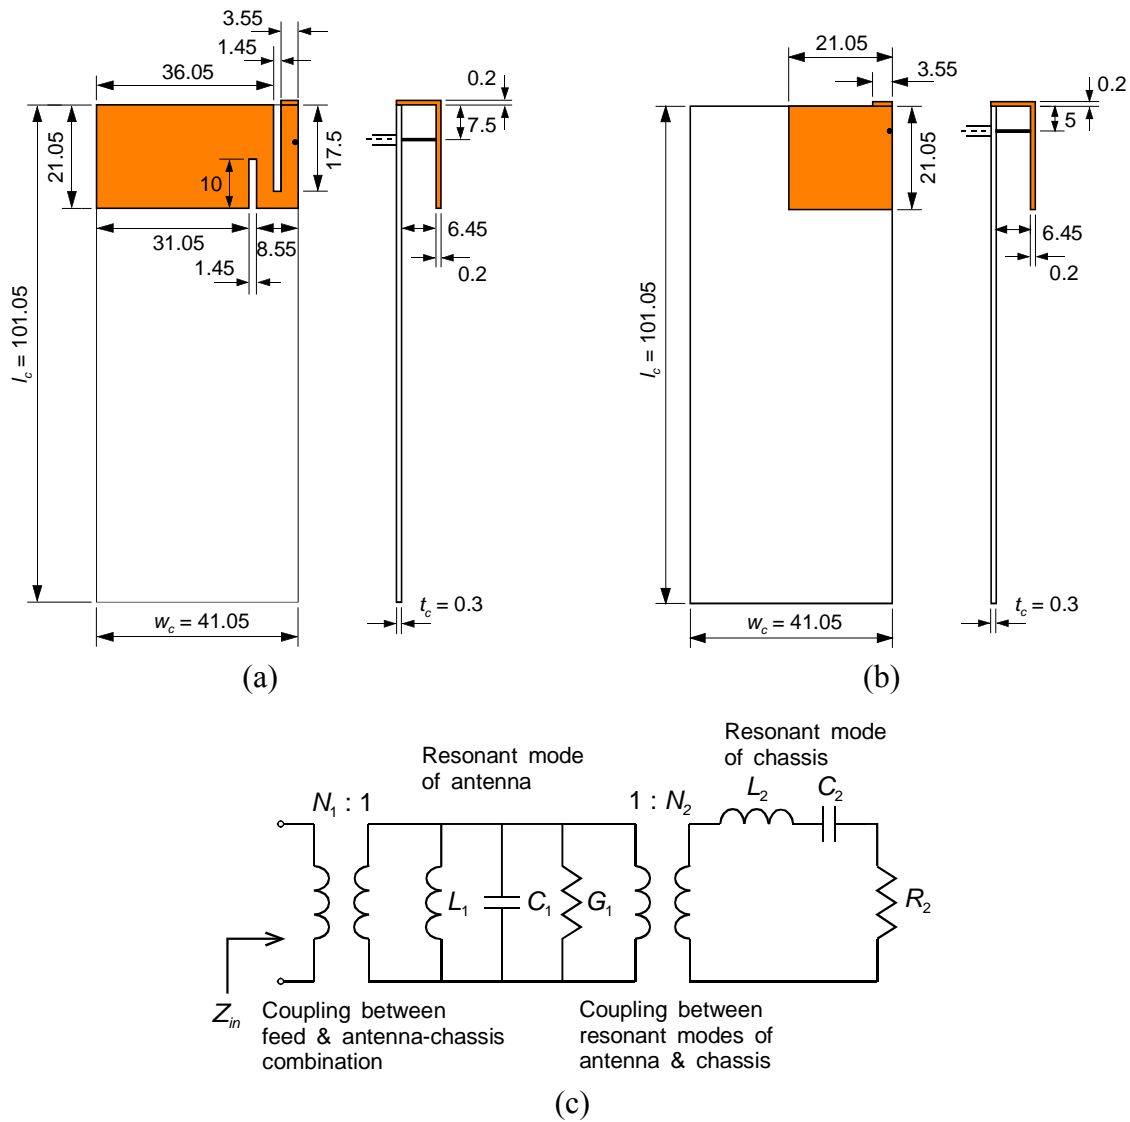 3.55
1.45
36.05
0.2
7.5
17.5
21.05
10
31.05
8.55
1.45
6.45
0.2
l_c = 101.05
t_c = 0.3
w_c = 41.05
(a)
21.05
3.55
0.2
5
21.05
6.45
0.2
l_c = 101.05
t_c = 0.3
w_c = 41.05
(b)
Resonant mode
of antenna
Resonant mode
of chassis
N₁ : 1
1 : N₂
L₂
C₂
L₁
C₁
G₁
R₂
Z_in
Coupling between
feed & antenna-chassis
combination
Coupling between
resonant modes of
antenna & chassis
(c)